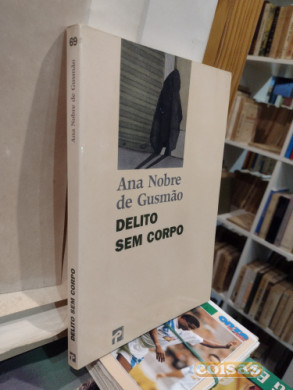 Ana Nobre
de Gusmão
DELITO
SEM CORPO
Ana Nobre de Gusmão
DELITO SEM CORPO